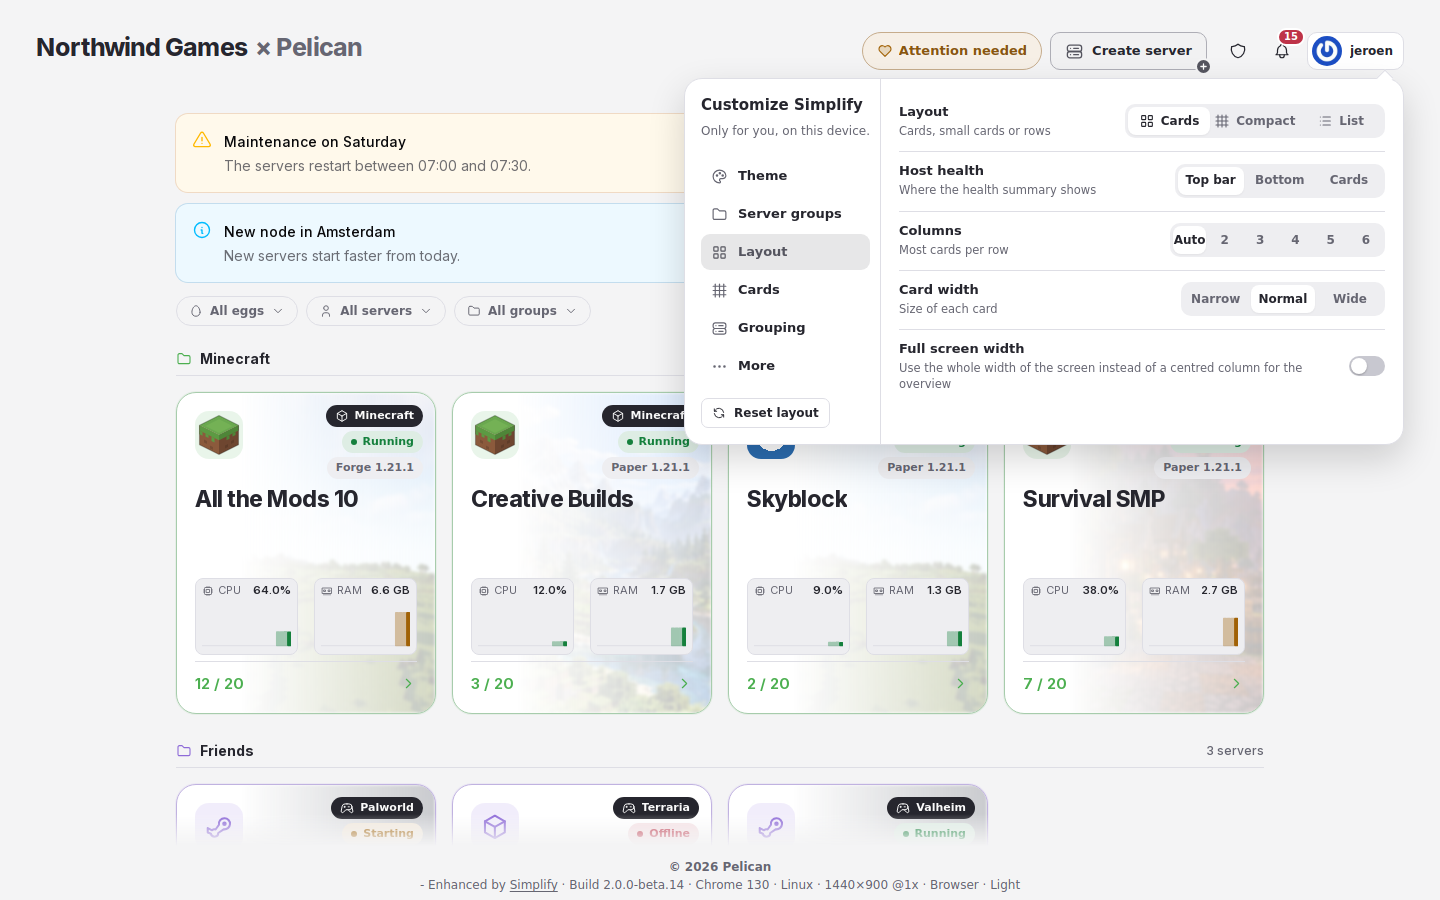 Northwind Games × Pelican
Attention needed
Create server
15
jeroen
Maintenance on Saturday
The servers restart between 07:00 and 07:30.
New node in Amsterdam
New servers start faster from today.
All eggs
All servers
All groups
Customize Simplify
Only for you, on this device.
Theme
Server groups
Layout
Cards
Grouping
More
Reset layout
Layout
Cards, small cards or rows
Cards Compact List
Host health
Where the health summary shows
Top bar Bottom Cards
Columns
Most cards per row
Auto 2 3 4 5 6
Card width
Size of each card
Narrow Normal Wide
Full screen width
Use the whole width of the screen instead of a centred column for the
overview
Minecraft
Minecraft
Running
Forge 1.21.1
All the Mods 10
CPU 64.0%
RAM 6.6 GB
12 / 20
Minecraft
Running
Paper 1.21.1
Creative Builds
CPU 12.0%
RAM 1.7 GB
3 / 20
Paper 1.21.1
Skyblock
CPU 9.0%
RAM 1.3 GB
2 / 20
Paper 1.21.1
Survival SMP
CPU 38.0%
RAM 2.7 GB
7 / 20
Friends
3 servers
Palworld
Starting
Terraria
Offline
Valheim
Running
© 2026 Pelican
- Enhanced by Simplify · Build 2.0.0-beta.14 · Chrome 130 · Linux · 1440×900 @1x · Browser · Light